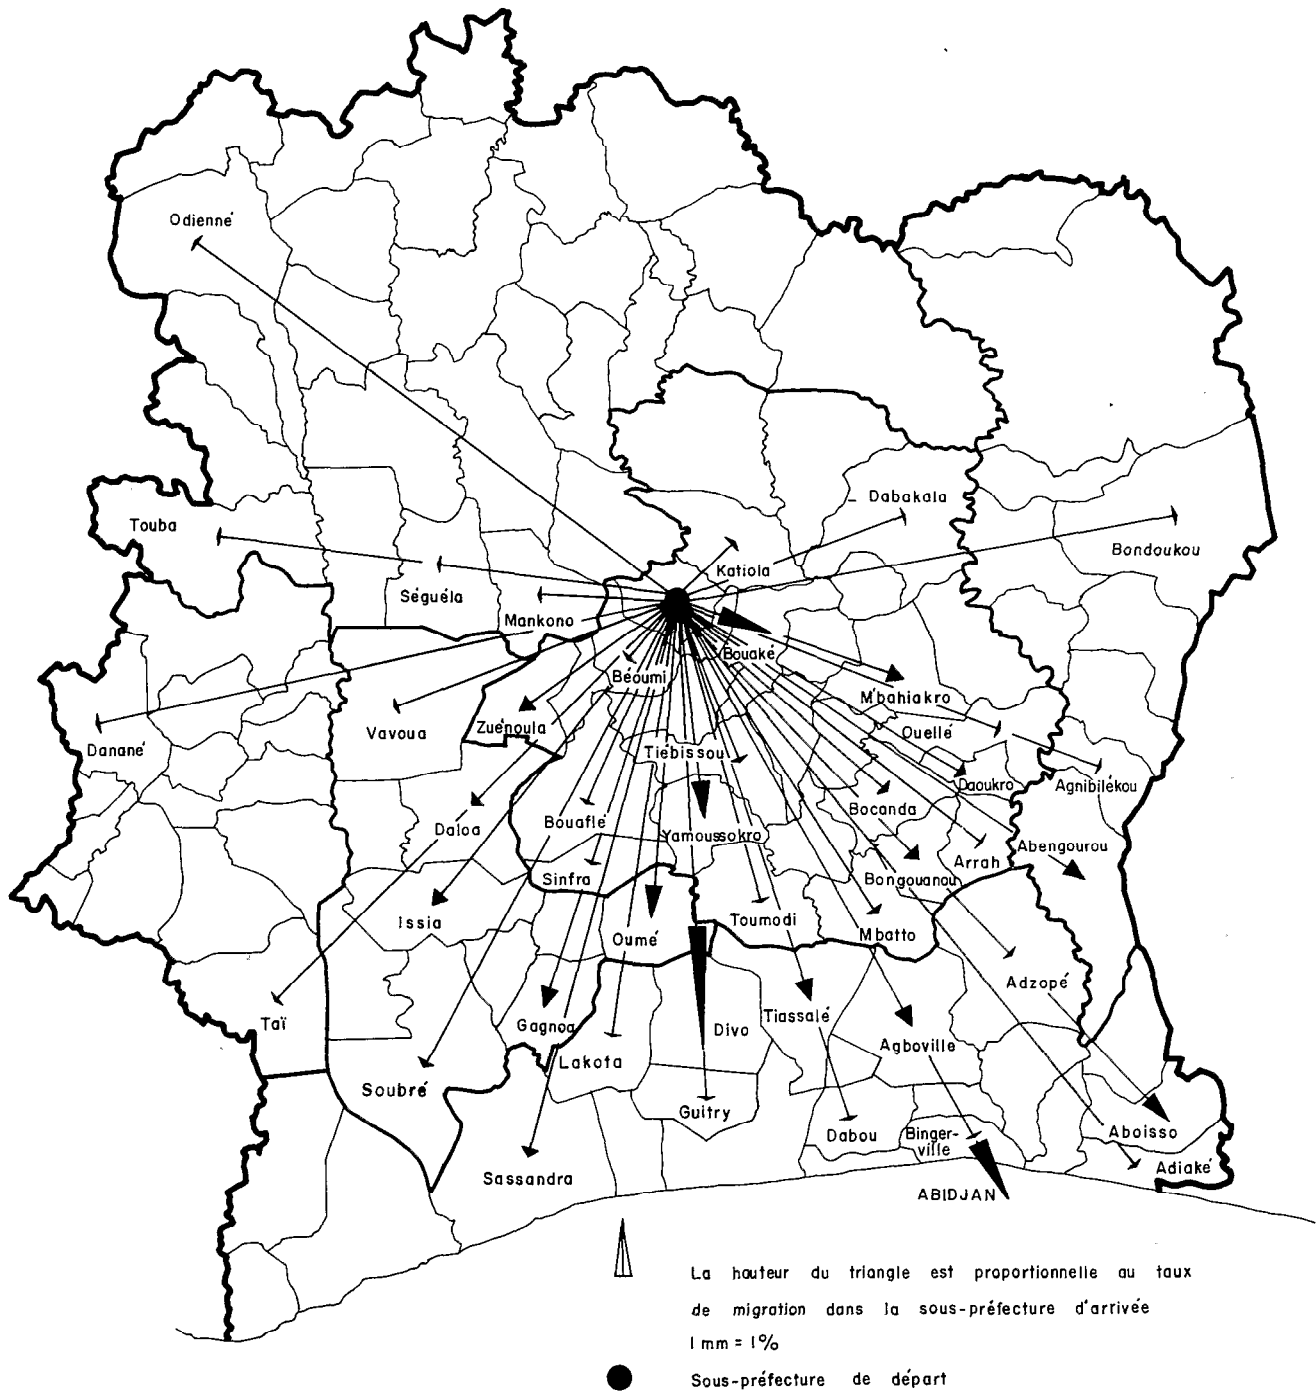 Odienné
Dabakala
Touba
Bondoukou
Katiola
Séguéla
Mankono
Bouaké
Béoumi
M'bahiakro
Zuénoula
Vavoua
Ouellé
Danané
Tiébissou
Daoukro
Agnibilékou
Bocanda
Bouaflé
Daloa
Yamoussokro
Abengourou
Arrah
Sinfra
Bongouanou
Issia
Toumodi
Oumé
Mbatto
Adzopé
Tiassalé
Taï
Gagnoa
Divo
Agboville
Lakota
Soubré
Guitry
Dabou
Binger-
ville
Aboisso
Adiaké
Sassandra
ABIDJAN
La hauteur du triangle est proportionnelle au taux
de migration dans la sous-préfecture d'arrivée
1 mm = 1%
Sous-préfecture de départ